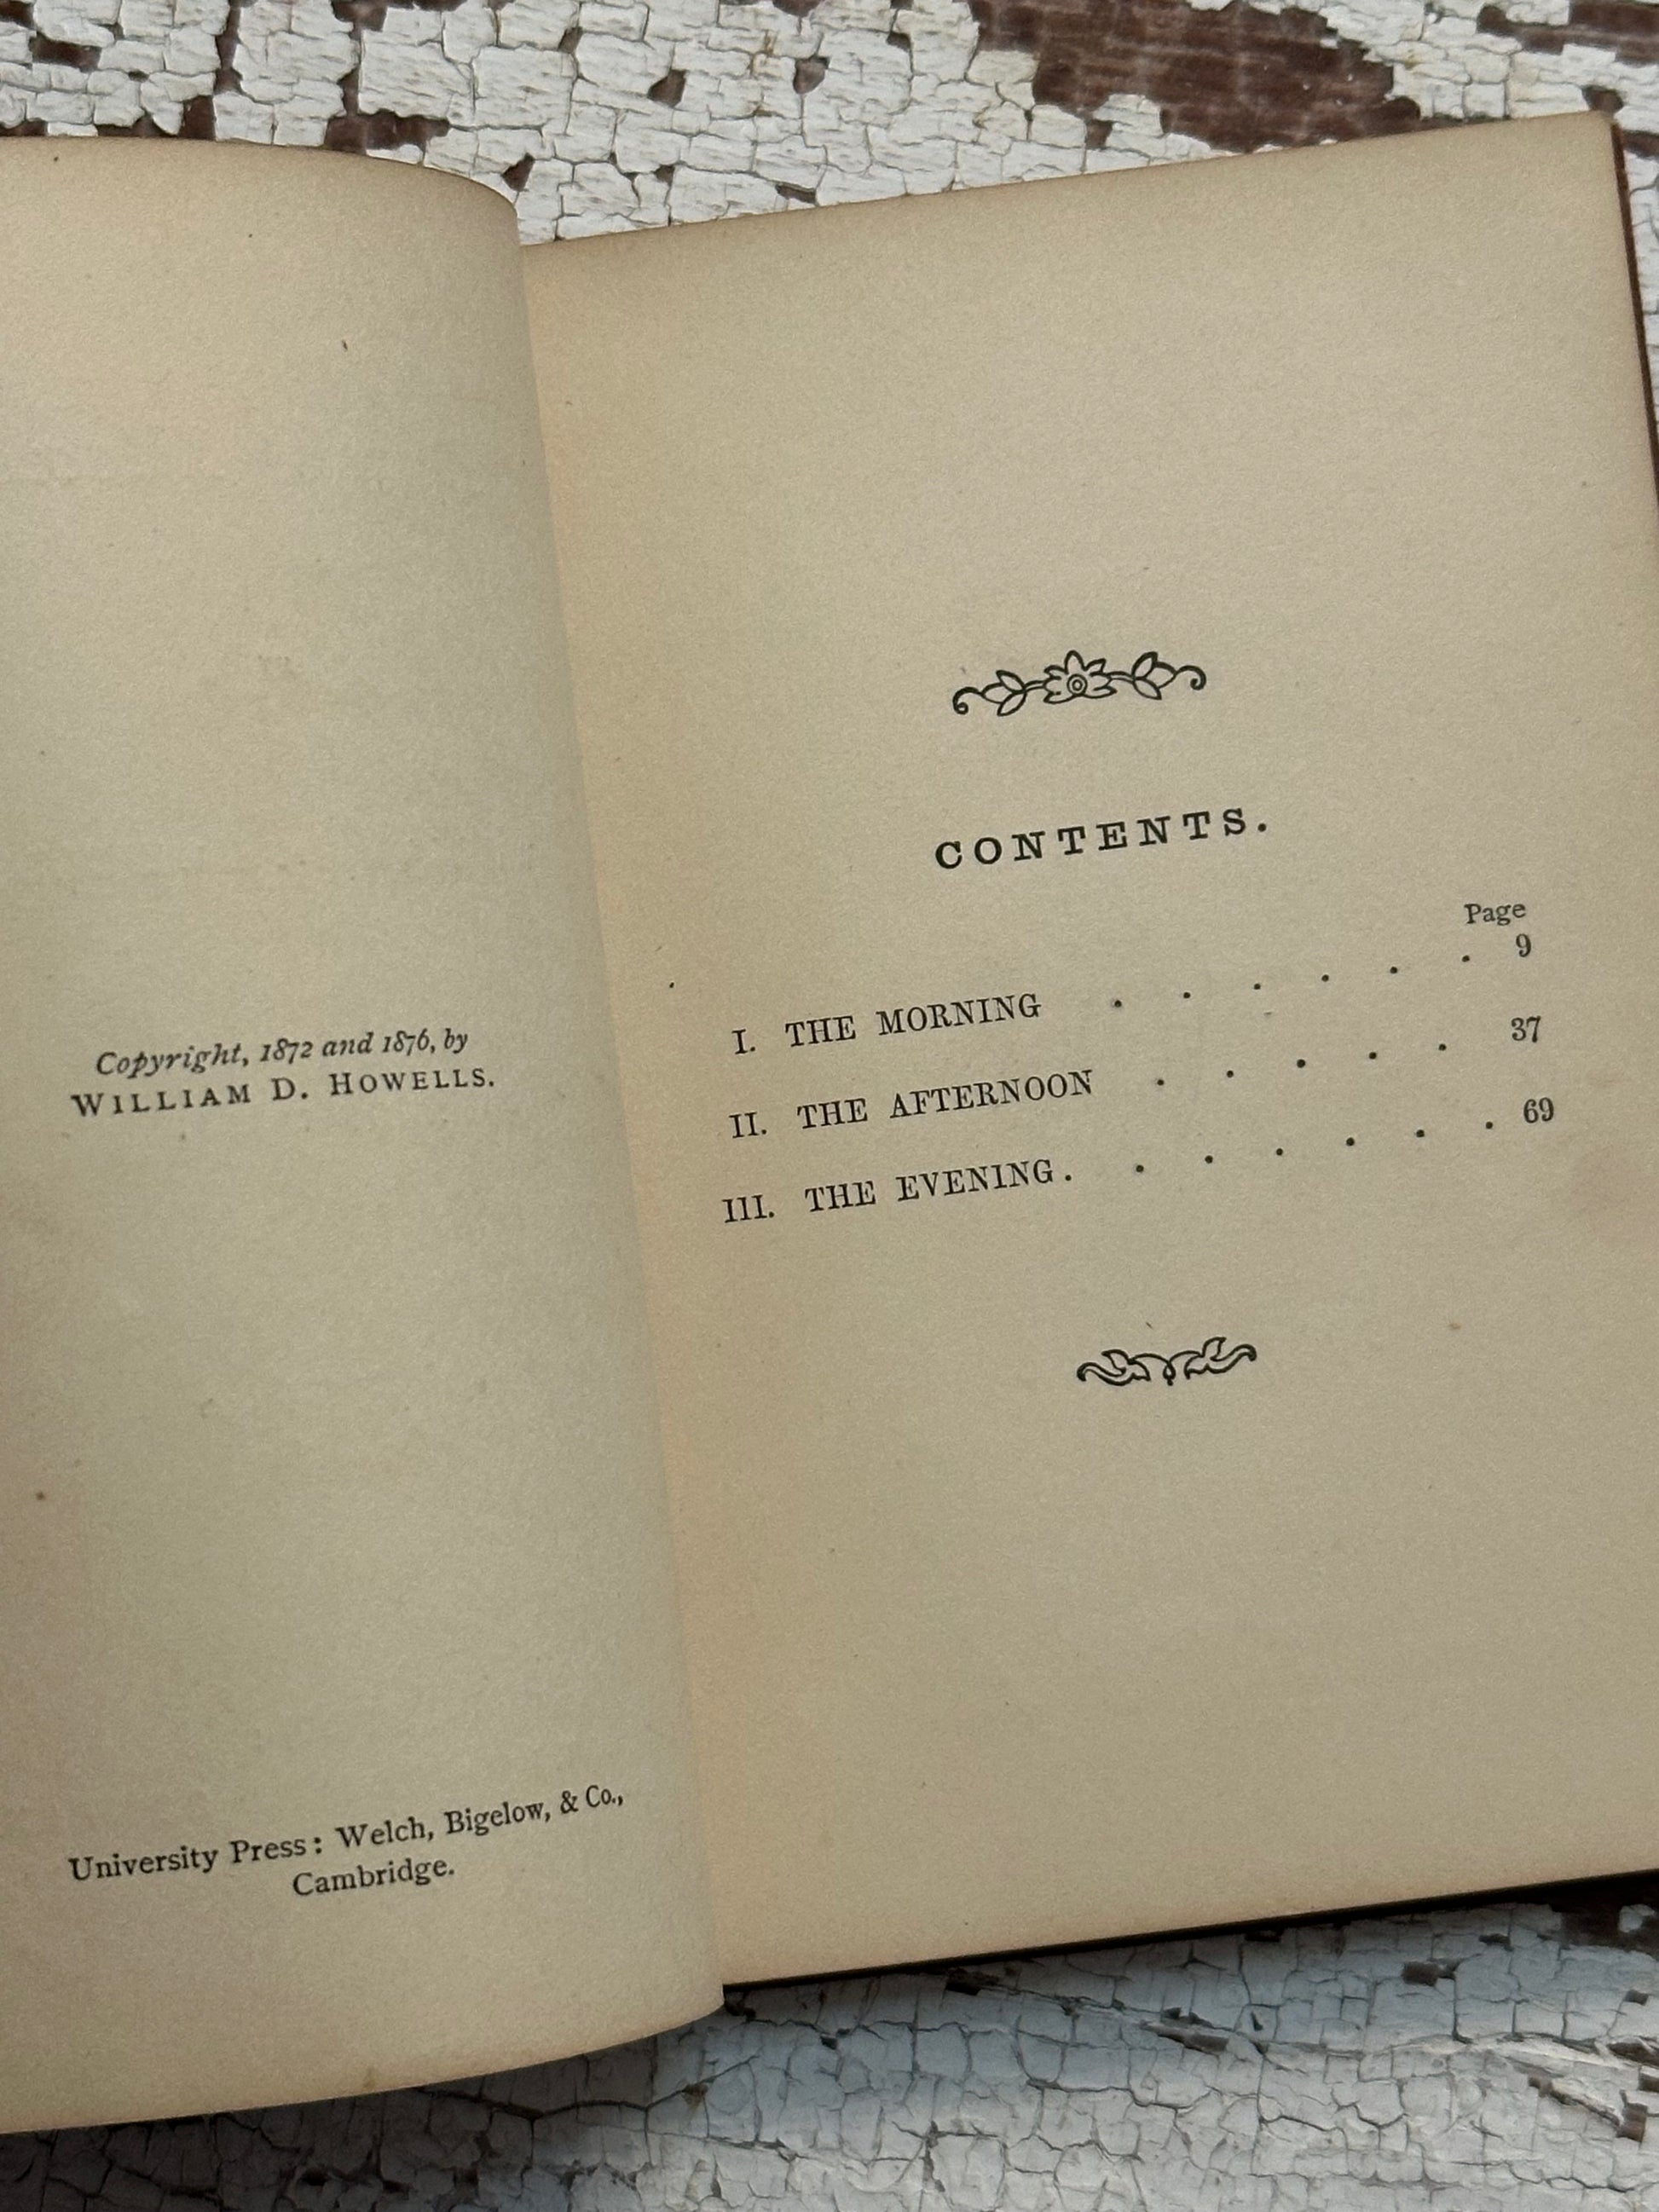 Copyright, 1872 and 1876, by
WILLIAM D. HOWELLS.
University Press: Welch, Bigelow, & Co.,
Cambridge.
CONTENTS.
Page
I. THE MORNING . . . . . . 9
II. THE AFTERNOON . . . . . 37
III. THE EVENING . . . . . . . 69